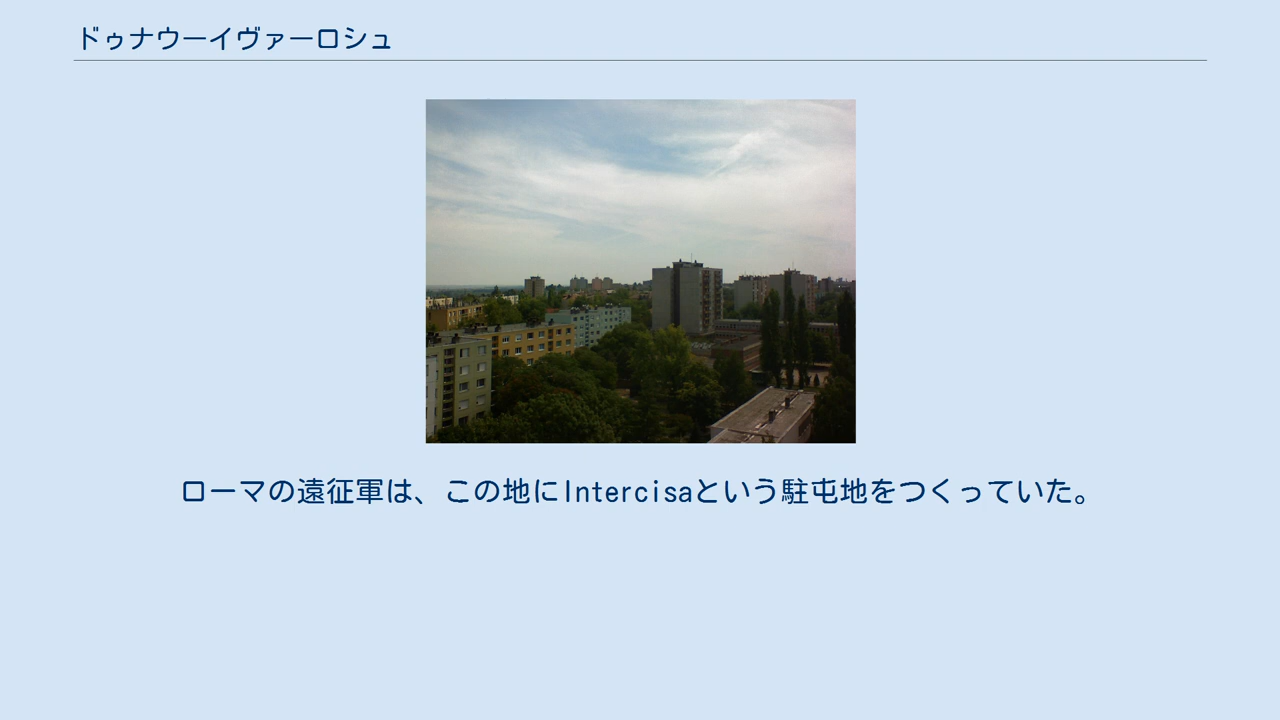 ドゥナウーイヴァーロシュ
ローマの遠征軍は、この地にIntercisaという駐屯地をつくっていた。